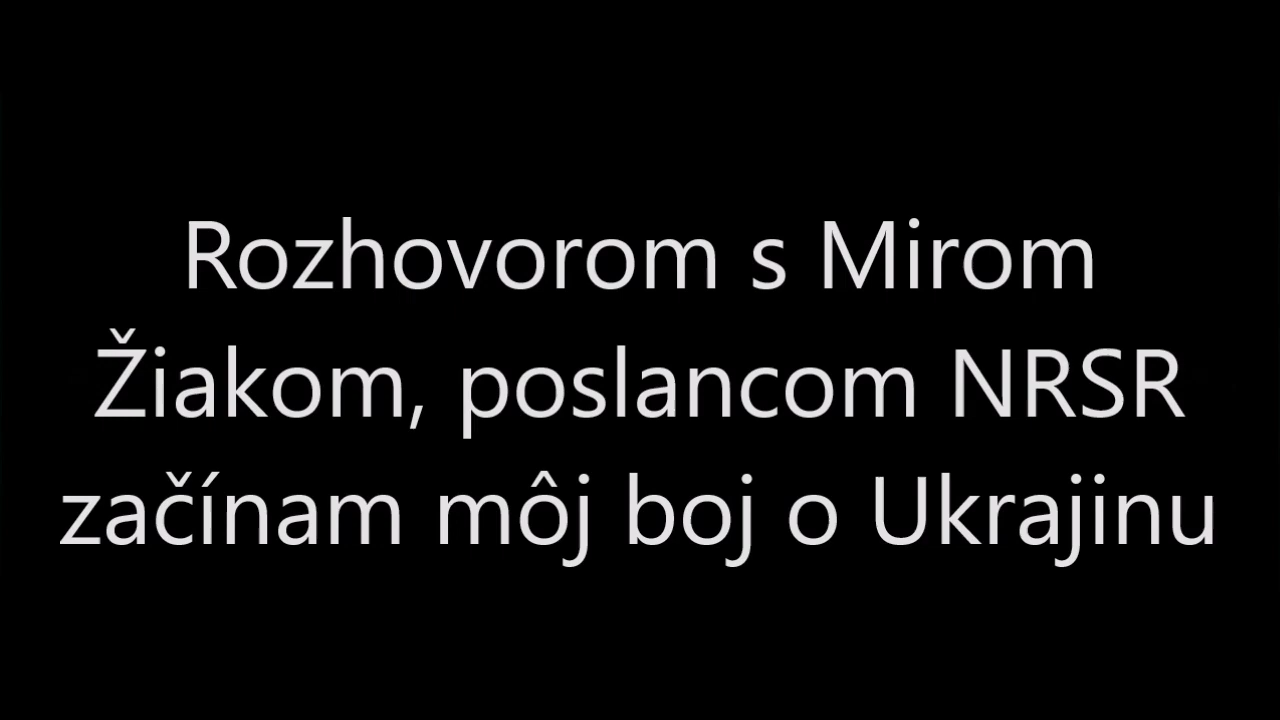 Rozhovorom s Mirom
Žiakom, poslancom NRSR
začínam môj boj o Ukrajinu